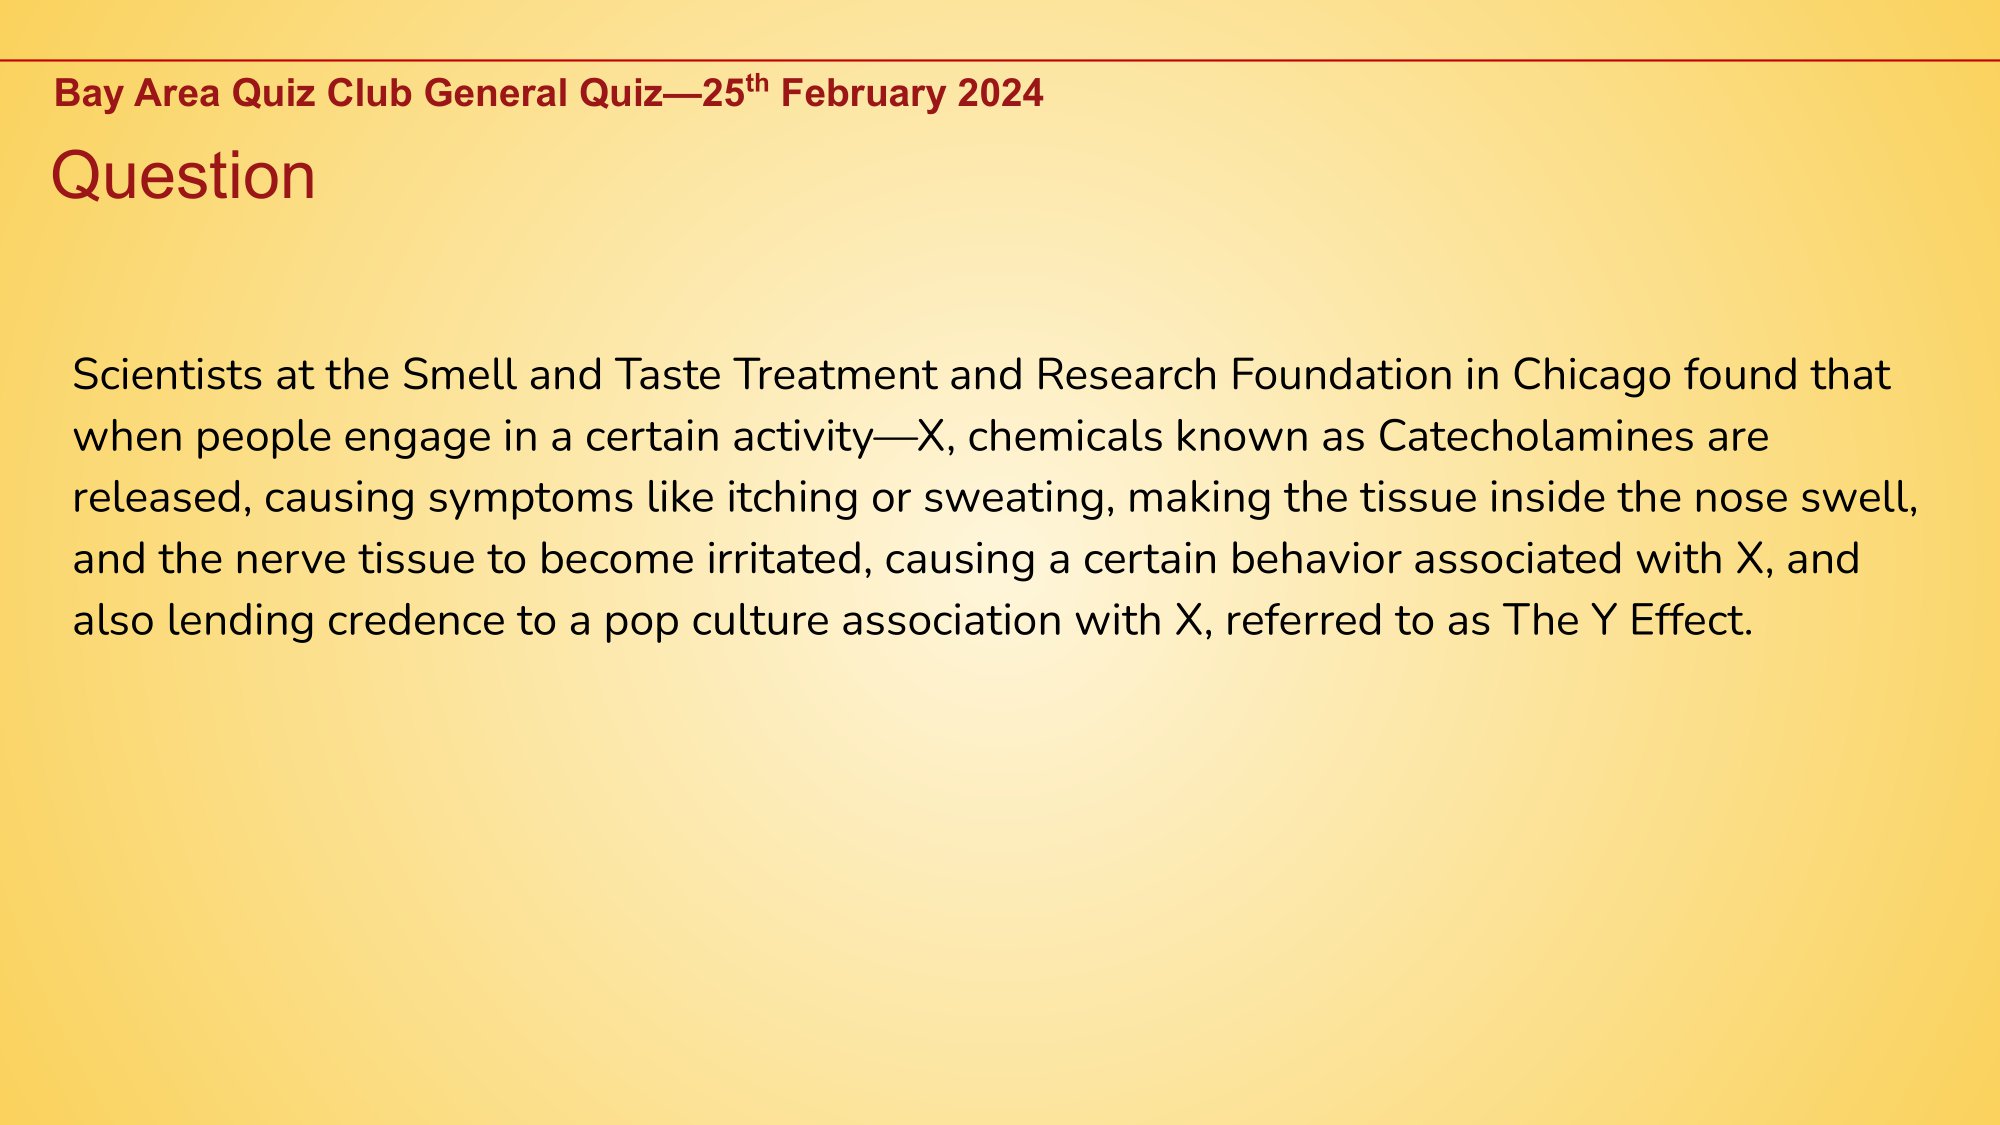 Bay Area Quiz Club General Quiz—25th February 2024
Question
Scientists at the Smell and Taste Treatment and Research Foundation in Chicago found that
when people engage in a certain activity—X, chemicals known as Catecholamines are
released, causing symptoms like itching or sweating, making the tissue inside the nose swell,
and the nerve tissue to become irritated, causing a certain behavior associated with X, and
also lending credence to a pop culture association with X, referred to as The Y Effect.